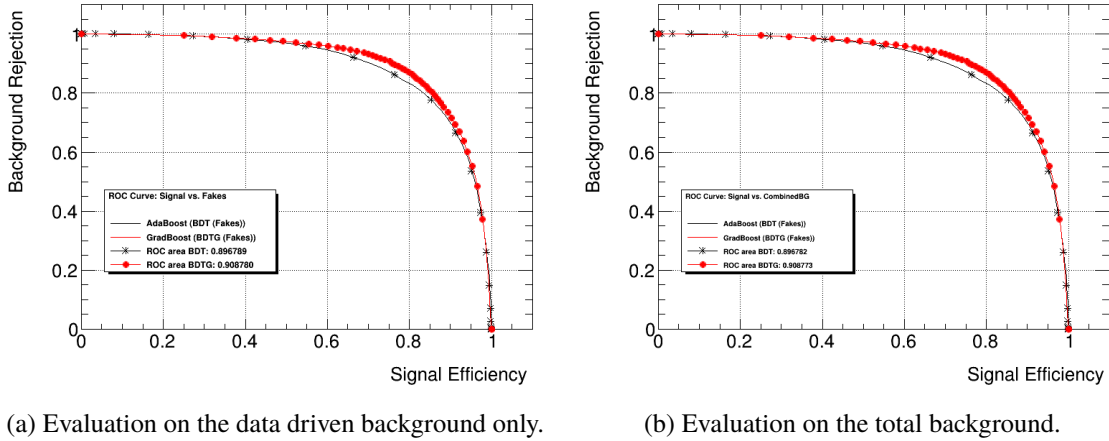 Background Rejection
1
0.8
0.6
0.4
0.2
0
0 0.2 0.4 0.6 0.8 1
Signal Efficiency
ROC Curve: Signal vs. Fakes
AdaBoost (BDT (Fakes))
GradBoost (BDTG (Fakes))
ROC area BDT: 0.896789
ROC area BDTG: 0.908780
(a) Evaluation on the data driven background only.
Background Rejection
1
0.8
0.6
0.4
0.2
0
0 0.2 0.4 0.6 0.8 1
Signal Efficiency
ROC Curve: Signal vs. CombinedBG
AdaBoost (BDT (Fakes))
GradBoost (BDTG (Fakes))
ROC area BDT: 0.896782
ROC area BDTG: 0.908773
(b) Evaluation on the total background.